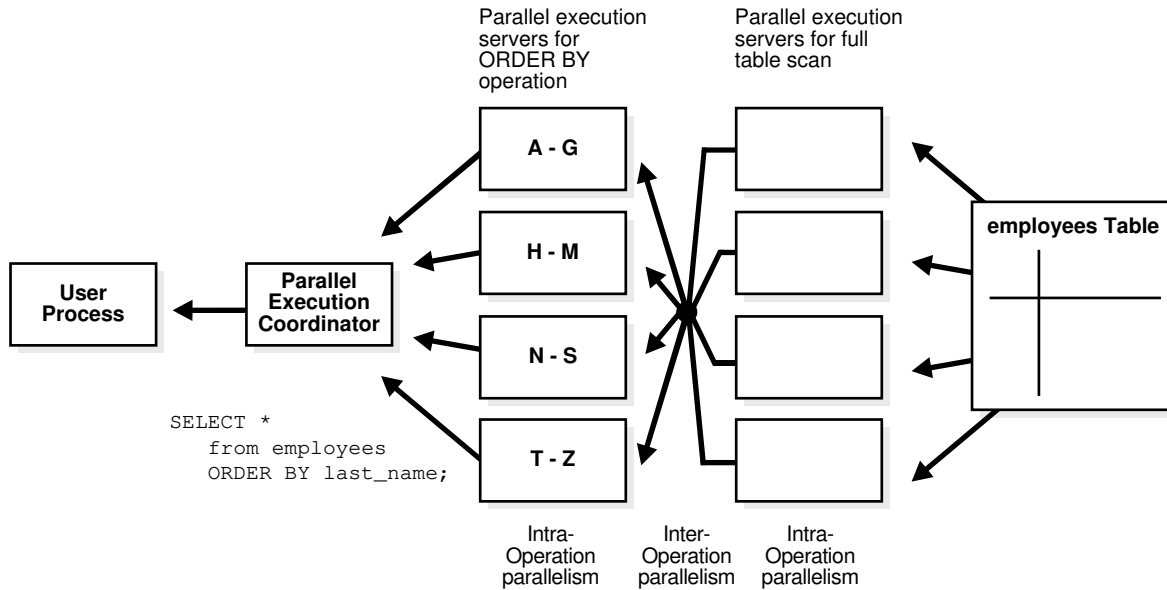 Parallel execution
servers for
ORDER BY
operation
Parallel execution
servers for full
table scan
A - G
H - M
N - S
T - Z
employees Table
User
Process
Parallel
Execution
Coordinator
SELECT *
from employees
ORDER BY last_name;
Intra-
Operation
parallelism
Inter-
Operation
parallelism
Intra-
Operation
parallelism